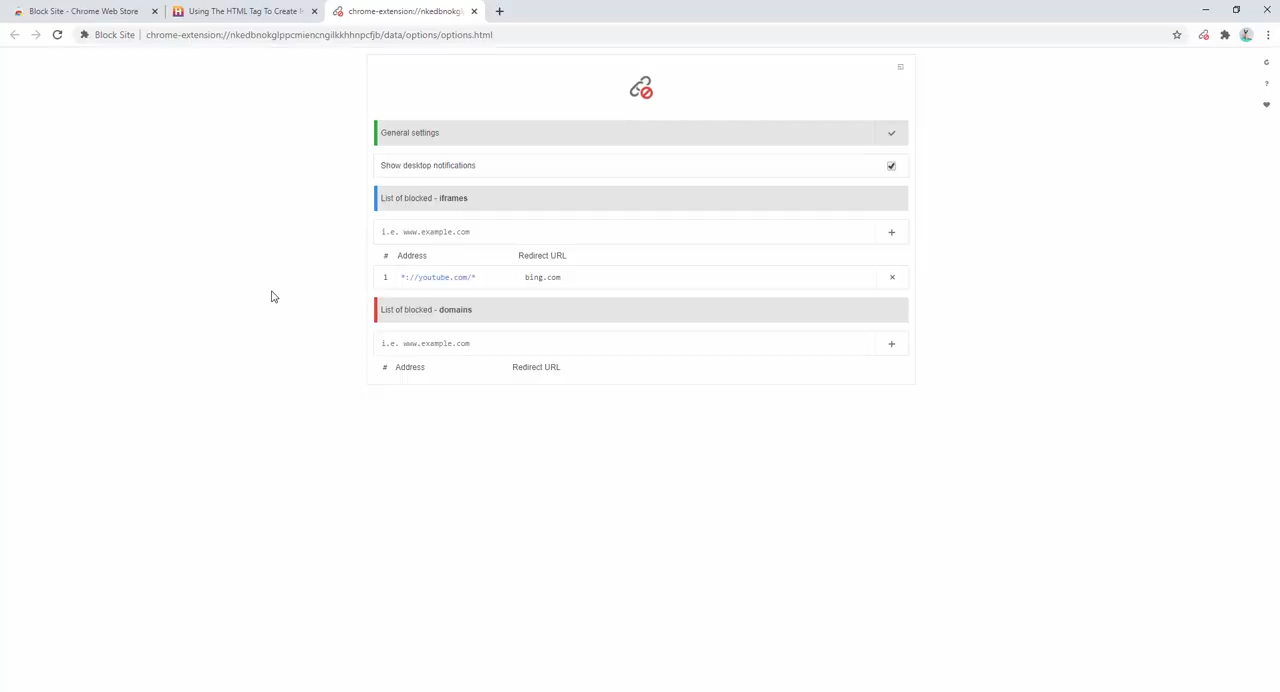 Block Site - Chrome Web Store
Using The HTML Tag To Create I
chrome-extension://nkedbnokgl
Block Site
chrome-extension://nkedbnokglppcmiencngilkkhhnpcfjb/data/options/options.html
General settings
Show desktop notifications
List of blocked - iframes
i.e. www.example.com +
# Address Redirect URL
1 *://youtube.com/* bing.com
List of blocked - domains
i.e. www.example.com +
# Address Redirect URL
?